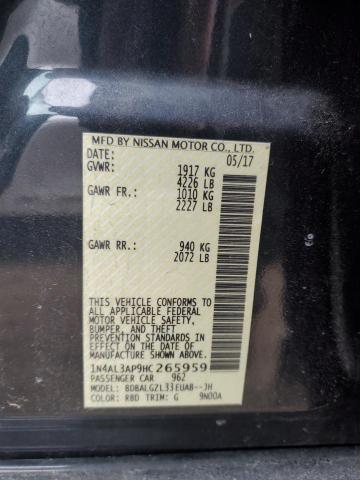 MFD BY NISSAN MOTOR CO., LTD.
DATE: 05/17
GVWR: 1917 KG
4226 LB
GAWR FR: 1010 KG
2227 LB
GAWR RR: 940 KG
2072 LB
THIS VEHICLE CONFORMS TO
ALL APPLICABLE FEDERAL
MOTOR VEHICLE SAFETY,
BUMPER, AND THEFT
PREVENTION STANDARDS
IN EFFECT ON THE DATE OF
MANUFACTURE SHOWN ABOVE.
1N4AL3AP9HC265959
PASSENGER CAR 962
MODEL: BDBALGZL33EUAB--JH
COLOR: RBD TRIM: G 9N00A